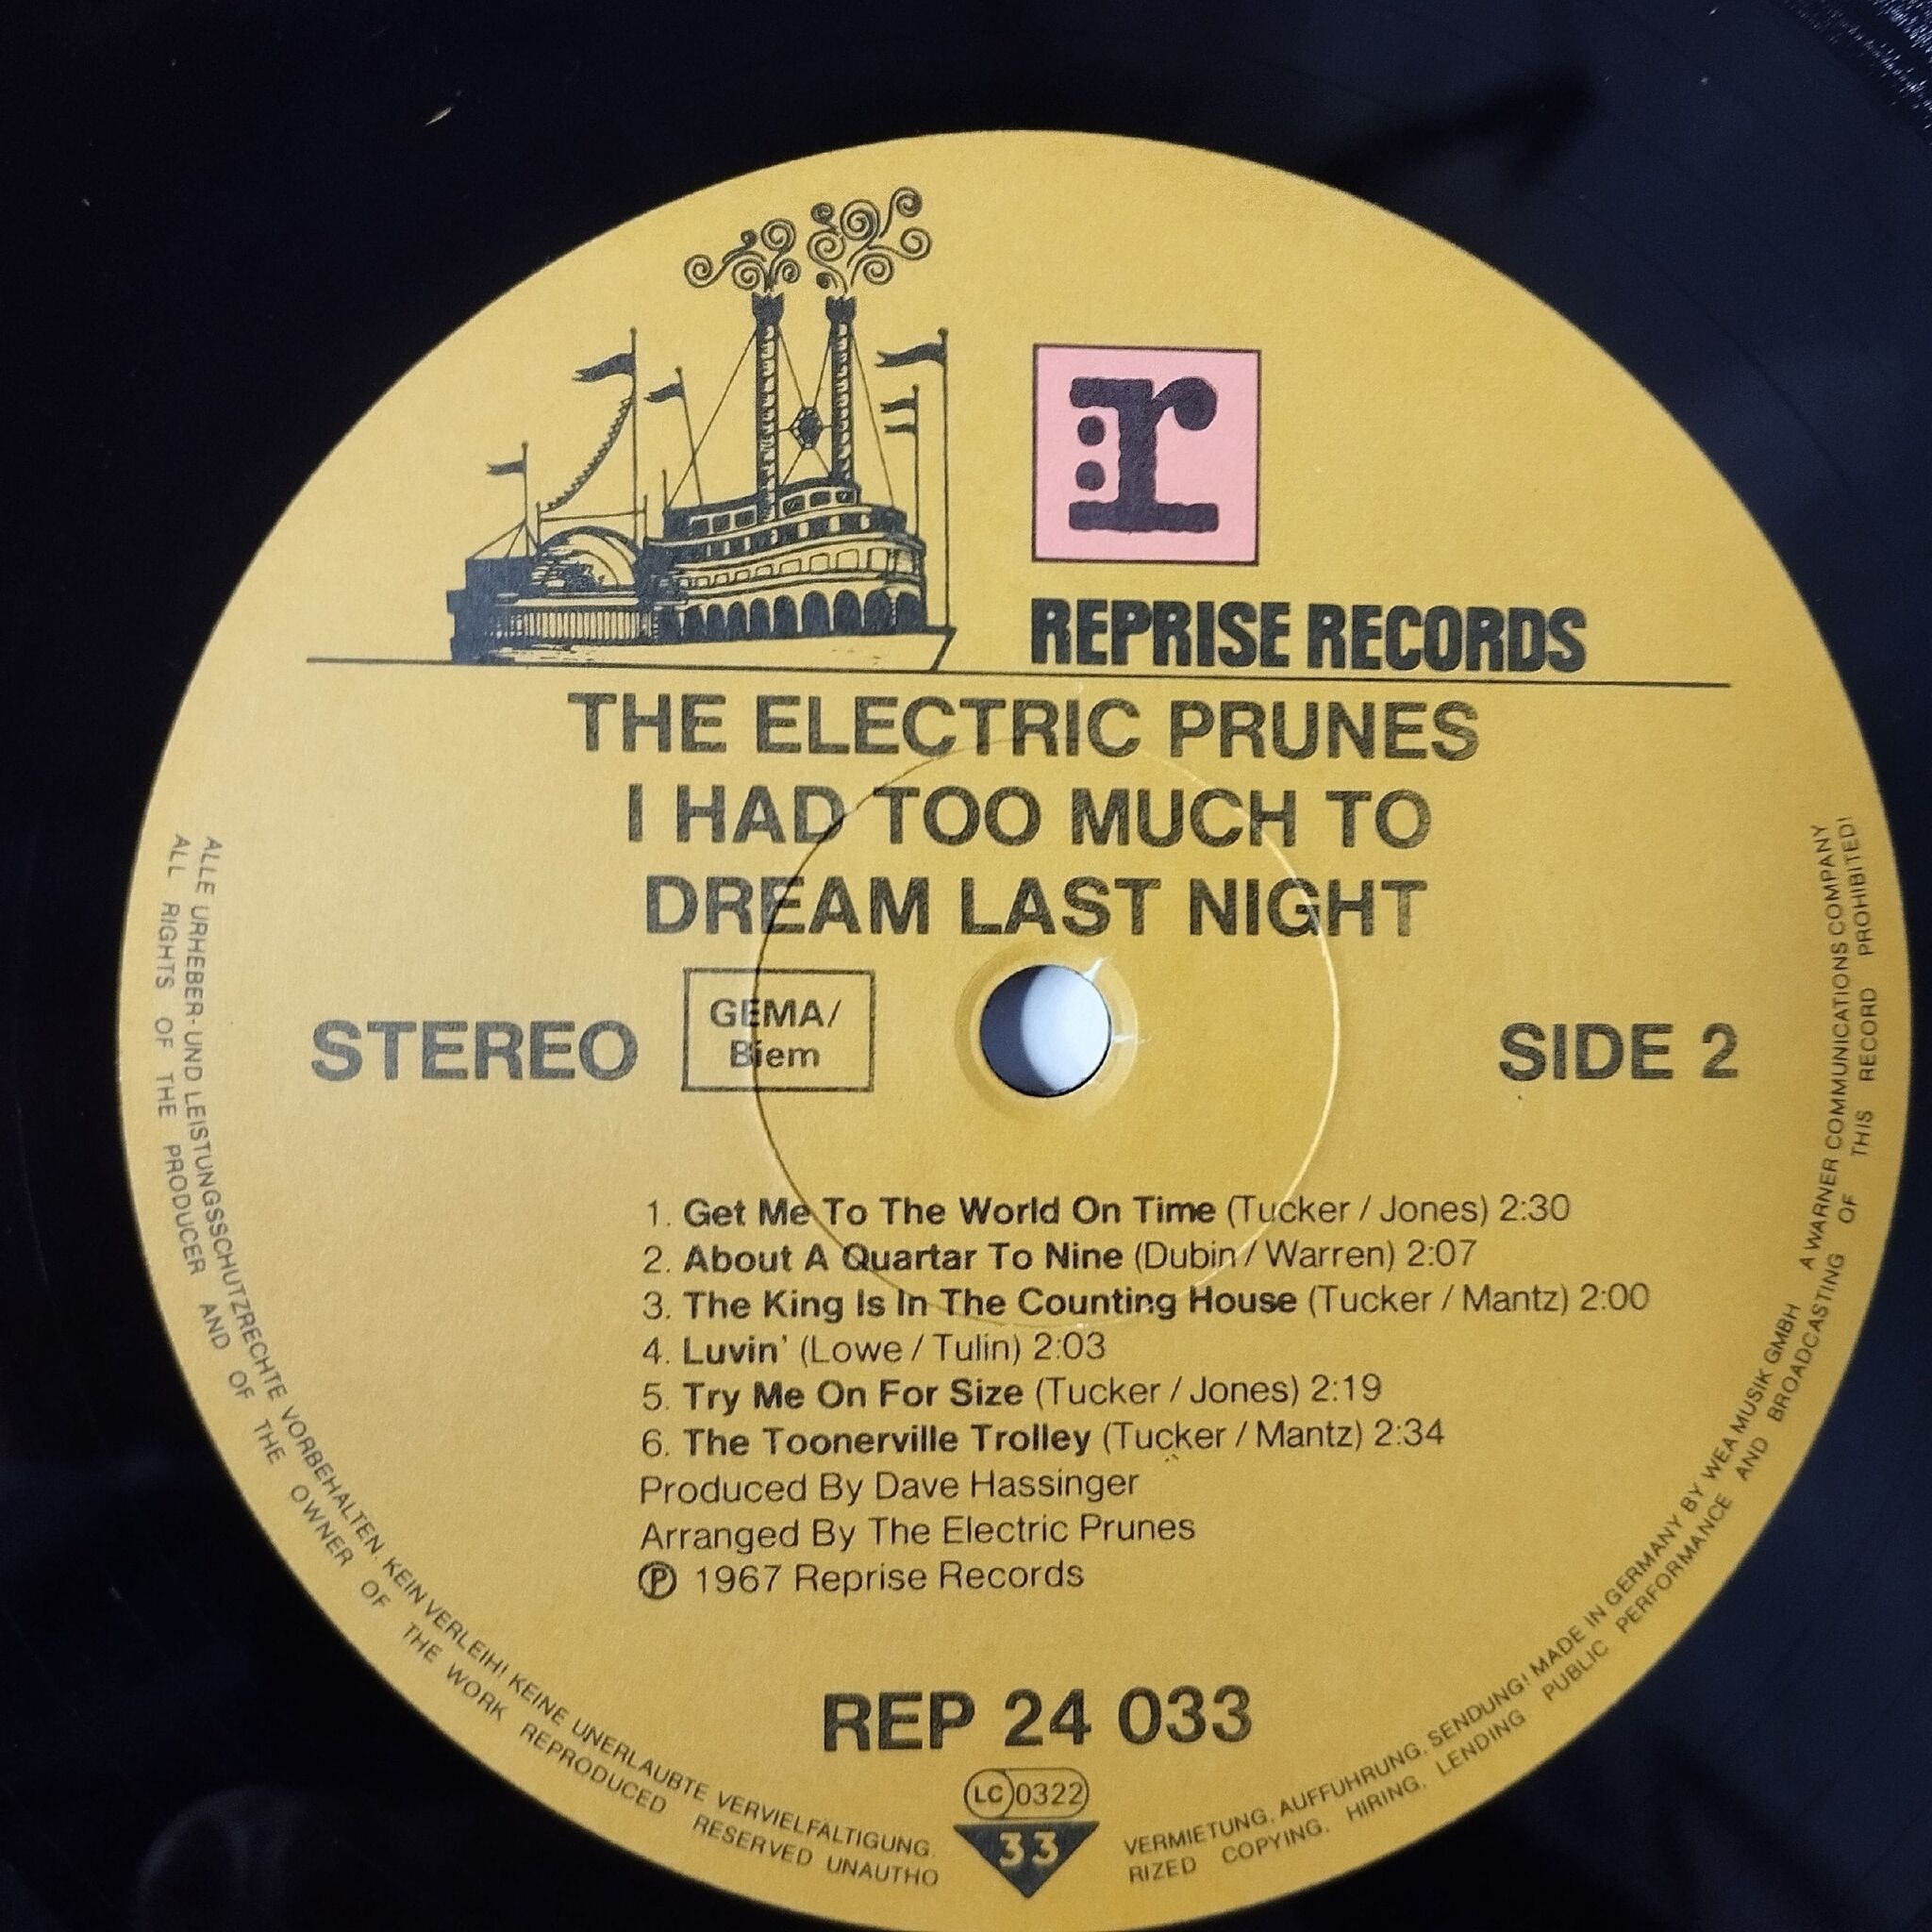 r
REPRISE RECORDS
THE ELECTRIC PRUNES
I HAD TOO MUCH TO
DREAM LAST NIGHT
STEREO
GEMA/
Biem
SIDE 2
1. Get Me To The World On Time (Tucker / Jones) 2:30
2. About A Quartar To Nine (Dubin / Warren) 2:07
3. The King Is In The Counting House (Tucker / Mantz) 2:00
4. Luvin' (Lowe / Tulin) 2:03
5. Try Me On For Size (Tucker / Jones) 2:19
6. The Toonerville Trolley (Tucker / Mantz) 2:34
Produced By Dave Hassinger
Arranged By The Electric Prunes
℗ 1967 Reprise Records
REP 24 033
LC 0322
33
ALLE URHEBER- UND LEISTUNGSSCHUTZRECHTE VORBEHALTEN. KEIN VERLEIH! KEINE UNERLAUBTE VERVIELFÄLTIGUNG. VERMIETUNG, AUFFÜHRUNG, SENDUNG! MADE IN GERMANY BY WEA MUSIK GMBH A WARNER COMMUNICATIONS COMPANY
ALL RIGHTS OF THE PRODUCER AND OF THE OWNER OF THE WORK REPRODUCED RESERVED UNAUTHORIZED COPYING, HIRING, LENDING PUBLIC PERFORMANCE AND BROADCASTING OF THIS RECORD PROHIBITED!